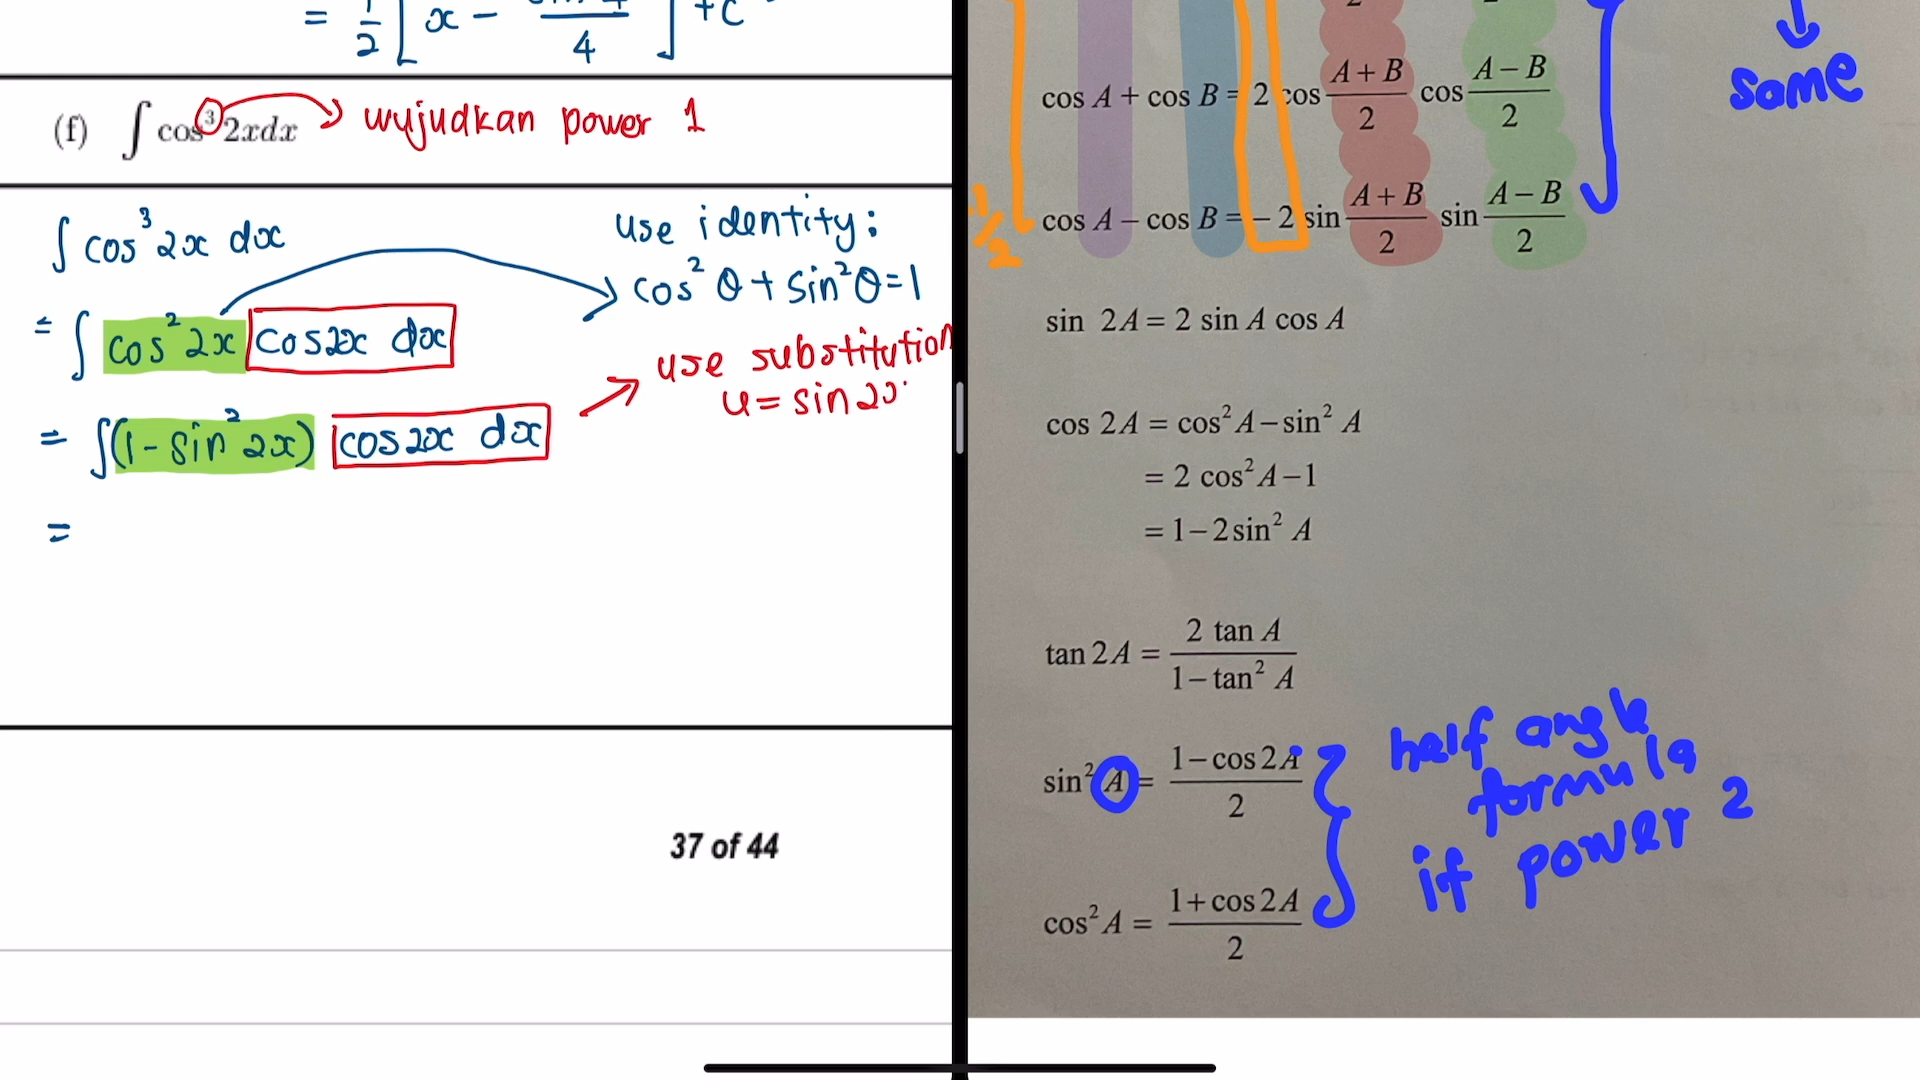 = 1/2 [ x − 4 ] + c
(f) ∫ cos³ 2xdx → wujudkan power 1
∫ cos³ 2x dx
= ∫ cos² 2x cos 2x dx
= ∫ (1 − sin² 2x) cos 2x dx
=
use identity:
cos² θ + sin² θ = 1
use substitution
u = sin 2x
37 of 44
1/2
same
cos A + cos B = 2 cos (A + B)/2 cos (A − B)/2
cos A − cos B = − 2 sin (A + B)/2 sin (A − B)/2
sin 2A = 2 sin A cos A
cos 2A = cos² A − sin² A
= 2 cos² A − 1
= 1 − 2 sin² A
tan 2A = 2 tan A / 1 − tan² A
sin² A = 1 − cos 2A / 2
cos² A = 1 + cos 2A / 2
half angle
formula
if power 2